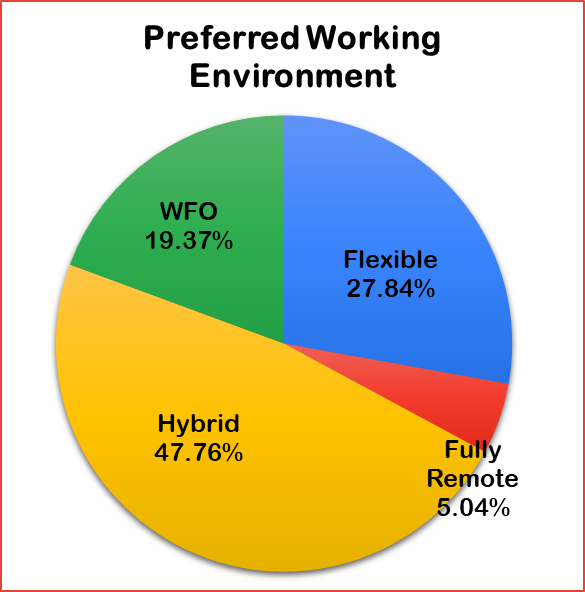 Preferred Working
Environment
WFO
19.37%
Flexible
27.84%
Hybrid
47.76%
Fully
Remote
5.04%